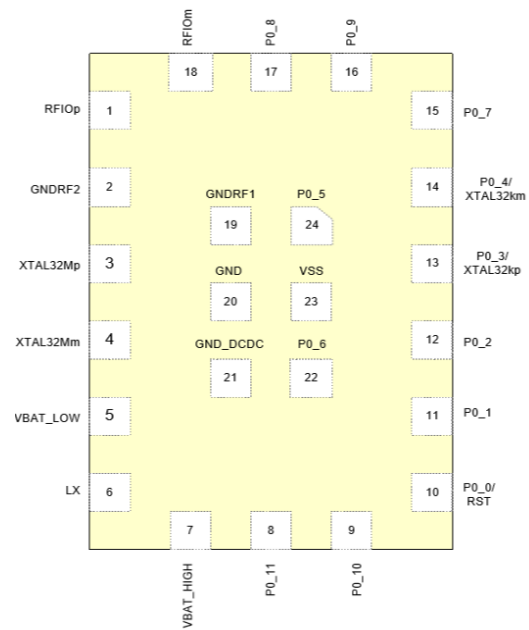 RFIOm
P0_8
P0_9
18
17
16
RFIOp
1
15
P0_7
GNDRF2
2
14
P0_4/
XTAL32km
GNDRF1
P0_5
19
24
XTAL32Mp
3
13
P0_3/
XTAL32kp
GND
VSS
20
23
XTAL32Mm
4
12
P0_2
GND_DCDC
P0_6
21
22
VBAT_LOW
5
11
P0_1
LX
6
10
P0_0/
RST
7
8
9
VBAT_HIGH
P0_11
P0_10